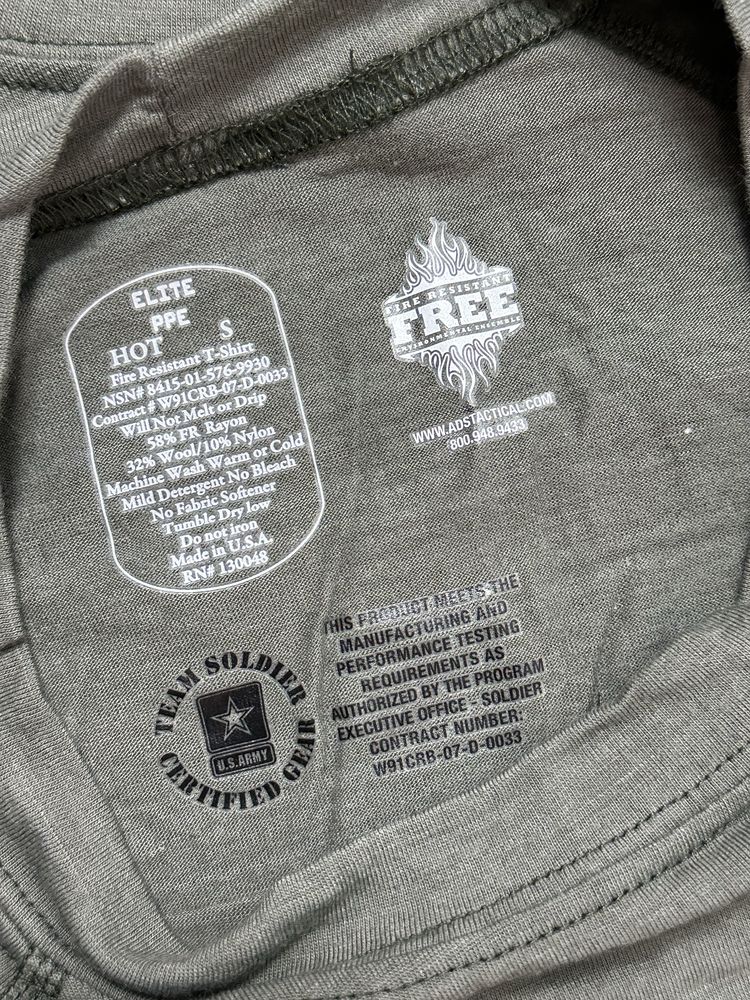 ELITE
PPE
HOT S
Fire Resistant T-Shirt
NSN# 8415-01-576-9930
Contract # W91CRB-07-D-0033
Will Not Melt or Drip
58% FR Rayon
32% Wool/10% Nylon
Machine Wash Warm or Cold
Mild Detergent No Bleach
No Fabric Softener
Tumble Dry low
Do not iron
Made in U.S.A.
RN# 130048
FIRE RESISTANT
FREE
ENVIRONMENTAL ENSEMBLE
WWW.ADSTACTICAL.COM
800.948.9433
TEAM SOLDIER
U.S.ARMY
CERTIFIED GEAR
THIS PRODUCT MEETS THE
MANUFACTURING AND
PERFORMANCE TESTING
REQUIREMENTS AS
AUTHORIZED BY THE PROGRAM
EXECUTIVE OFFICE - SOLDIER
CONTRACT NUMBER:
W91CRB-07-D-0033